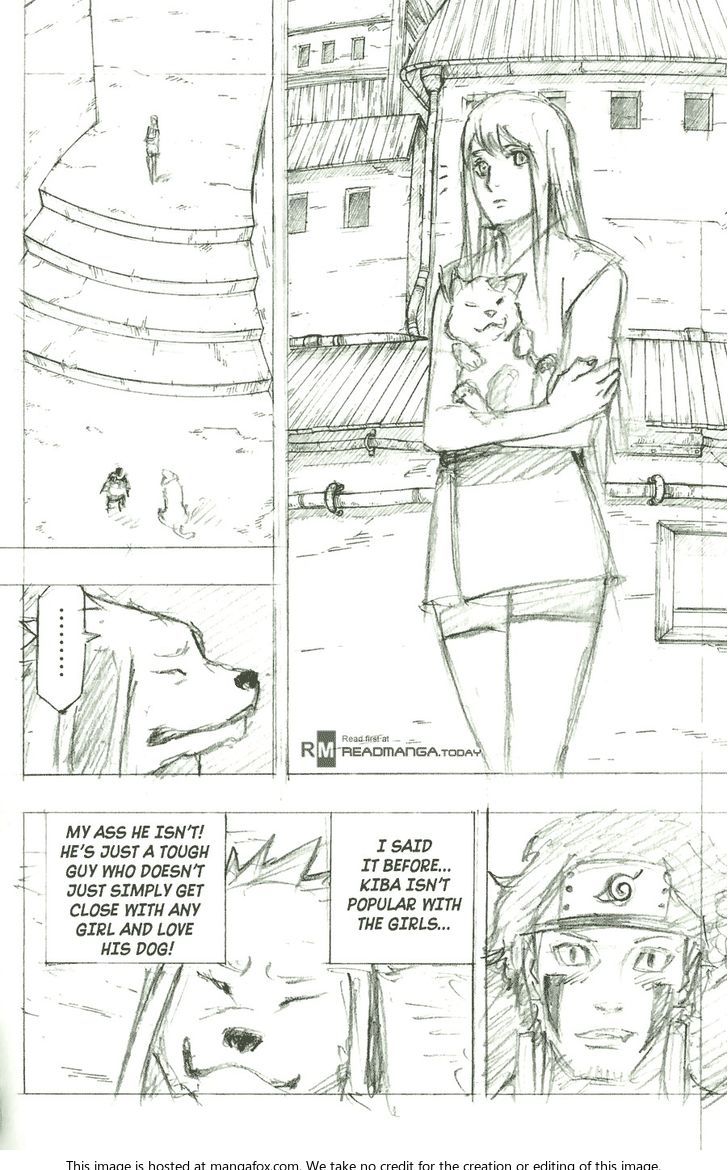 ..........
Read first at
RM READMANGA.TODAY
I SAID
IT BEFORE...
KIBA ISN'T
POPULAR WITH
THE GIRLS...
MY ASS HE ISN'T!
HE'S JUST A TOUGH
GUY WHO DOESN'T
JUST SIMPLY GET
CLOSE WITH ANY
GIRL AND LOVE
HIS DOG!
This image is hosted at mangafox.com. We take no credit for the creation or editing of this image.